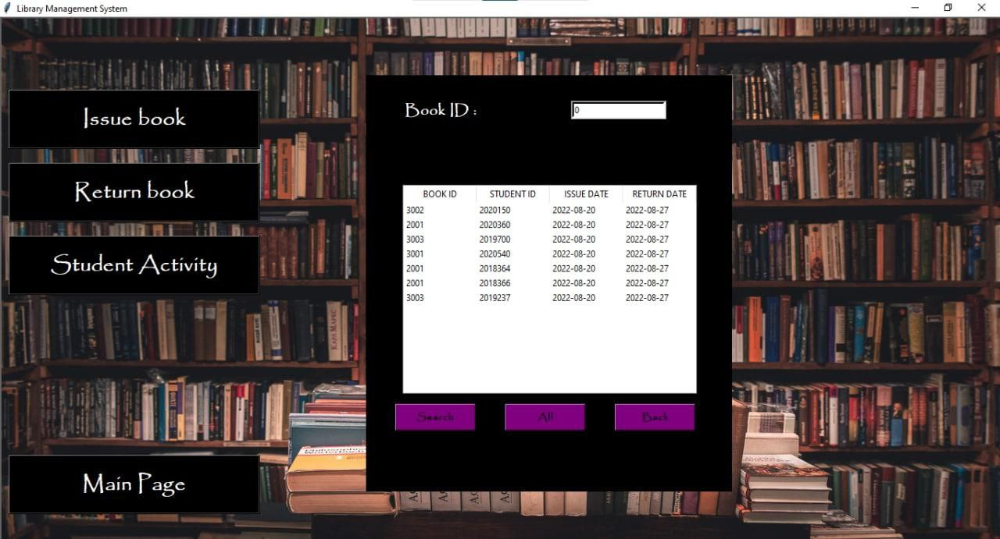 Library Management System
Issue book
Return book
Student Activity
Main Page
Book ID :
0
BOOK ID STUDENT ID ISSUE DATE RETURN DATE
3002 2020150 2022-08-20 2022-08-27
2001 2020360 2022-08-20 2022-08-27
3003 2019700 2022-08-20 2022-08-27
3001 2020540 2022-08-20 2022-08-27
2001 2018364 2022-08-20 2022-08-27
2001 2018366 2022-08-20 2022-08-27
3003 2019237 2022-08-20 2022-08-27
Search
All
Back
КАРЛ МАРКС